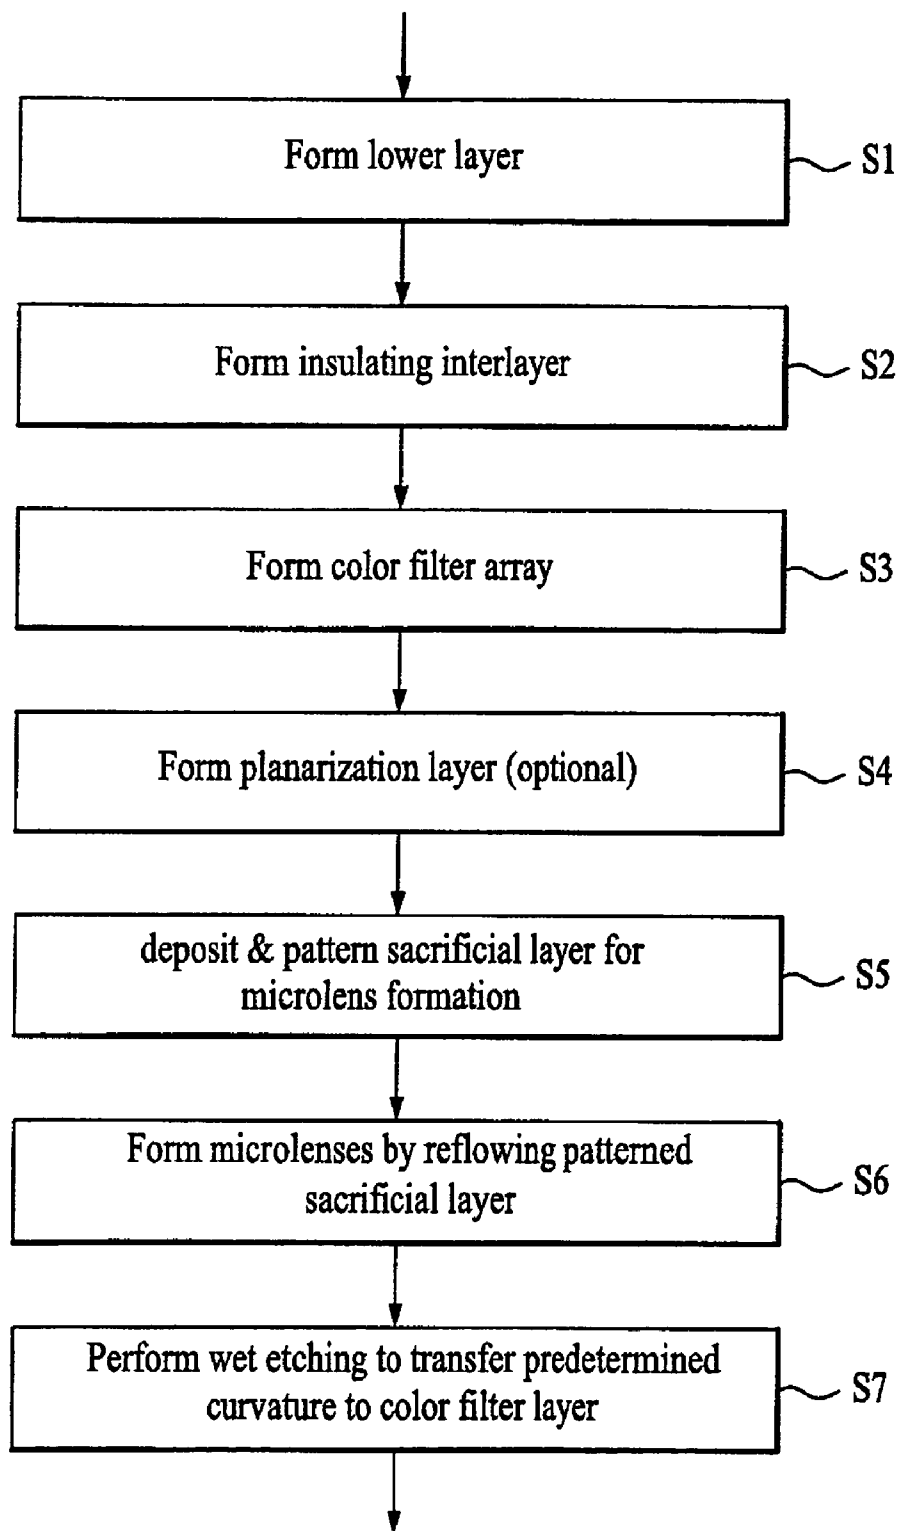 Form lower layer
S1
Form insulating interlayer
S2
Form color filter array
S3
Form planarization layer (optional)
S4
deposit & pattern sacrificial layer for
microlens formation
S5
Form microlenses by reflowing patterned
sacrificial layer
S6
Perform wet etching to transfer predetermined
curvature to color filter layer
S7